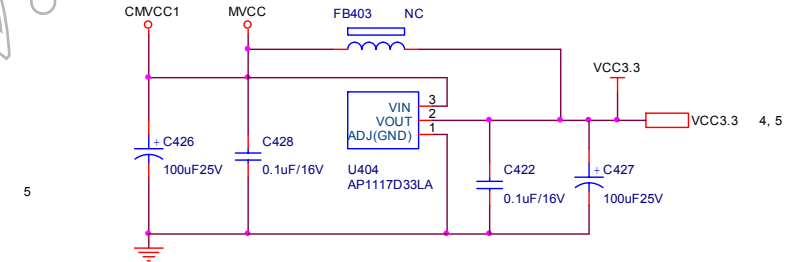 CMVCC1 MVCC FB403 NC
VCC3.3
VIN 3
VOUT 2
ADJ(GND) 1
VCC3.3 4, 5
+ C426
100uF25V
C428
0.1uF/16V
U404
AP1117D33LA
C422
0.1uF/16V
+ C427
100uF25V
5